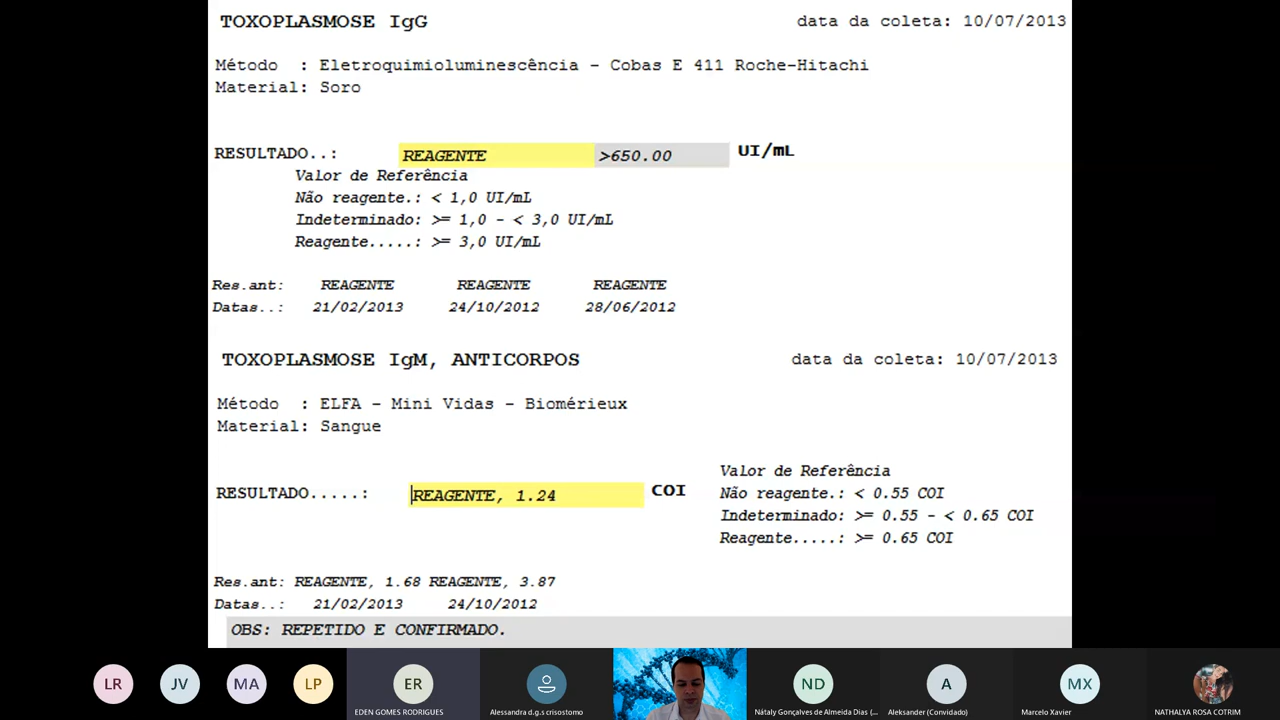 TOXOPLASMOSE IgG data da coleta: 10/07/2013
Método : Eletroquimioluminescência - Cobas E 411 Roche-Hitachi
Material: Soro
RESULTADO..: REAGENTE >650.00 UI/mL
Valor de Referência
Não reagente.: < 1,0 UI/mL
Indeterminado: >= 1,0 - < 3,0 UI/mL
Reagente.....: >= 3,0 UI/mL
Res.ant: REAGENTE REAGENTE REAGENTE
Datas..: 21/02/2013 24/10/2012 28/06/2012
TOXOPLASMOSE IgM, ANTICORPOS data da coleta: 10/07/2013
Método : ELFA - Mini Vidas - Biomérieux
Material: Sangue
RESULTADO.....: REAGENTE, 1.24 COI
Valor de Referência
Não reagente.: < 0.55 COI
Indeterminado: >= 0.55 - < 0.65 COI
Reagente.....: >= 0.65 COI
Res.ant: REAGENTE, 1.68 REAGENTE, 3.87
Datas..: 21/02/2013 24/10/2012
OBS: REPETIDO E CONFIRMADO.
LR JV MA LP ER ND A MX
EDEN GOMES RODRIGUES Alessandra d.g.s crisostomo Nátaly Gonçalves de Almeida Dias (... Aleksander (Convidado) Marcelo Xavier NATHALYA ROSA COTRIM